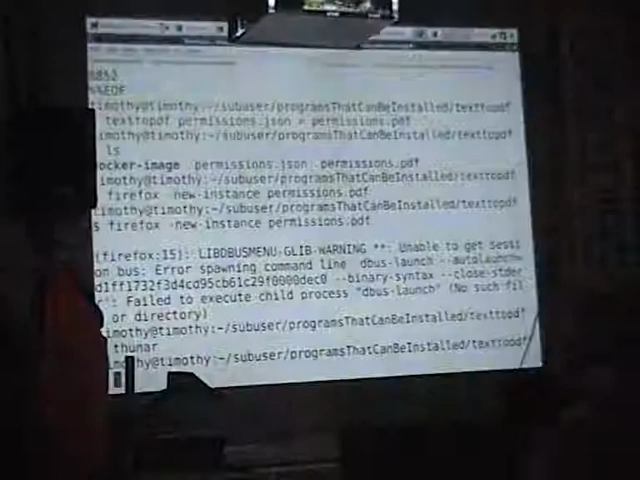 %%EOF
timothy@timothy:~/subuser/programsThatCanBeInstalled/texttopdf
texttopdf permissions.json > permissions.pdf
timothy@timothy:~/subuser/programsThatCanBeInstalled/texttopdf
ls
docker-image permissions.json permissions.pdf
timothy@timothy:~/subuser/programsThatCanBeInstalled/texttopdf
firefox -new-instance permissions.pdf
timothy@timothy:~/subuser/programsThatCanBeInstalled/texttopdf
s firefox -new-instance permissions.pdf
(firefox:15): LIBDBUSMENU-GLIB-WARNING **: Unable to get sessi
on bus: Error spawning command line dbus-launch --autolaunch=
d1ff1732f3d4cd95cb61c29f0000dec0 --binary-syntax --close-stder
r': Failed to execute child process "dbus-launch" (No such fil
or directory)
timothy@timothy:~/subuser/programsThatCanBeInstalled/texttopdf
thunar
timothy@timothy:~/subuser/programsThatCanBeInstalled/texttopdf